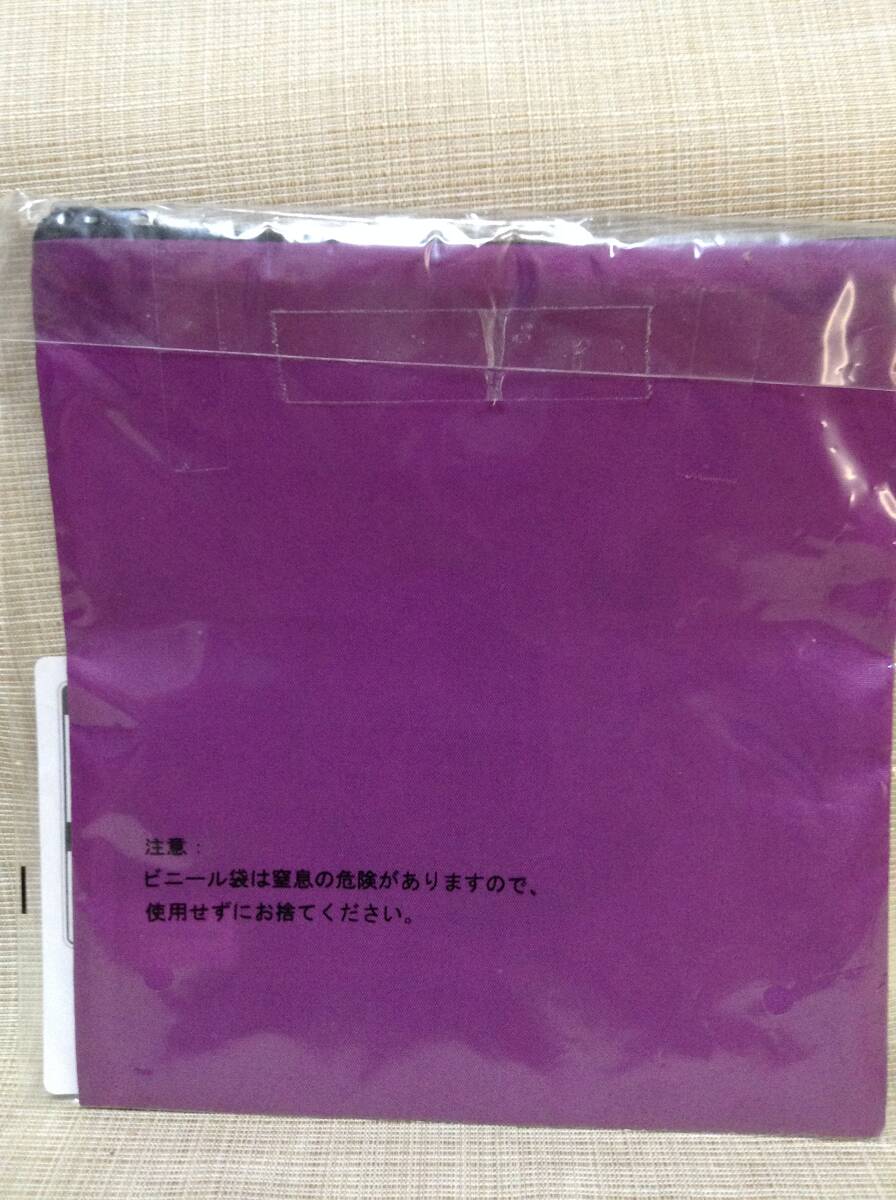 注意：
ビニール袋は窒息の危険がありますので、
使用せずにお捨てください。